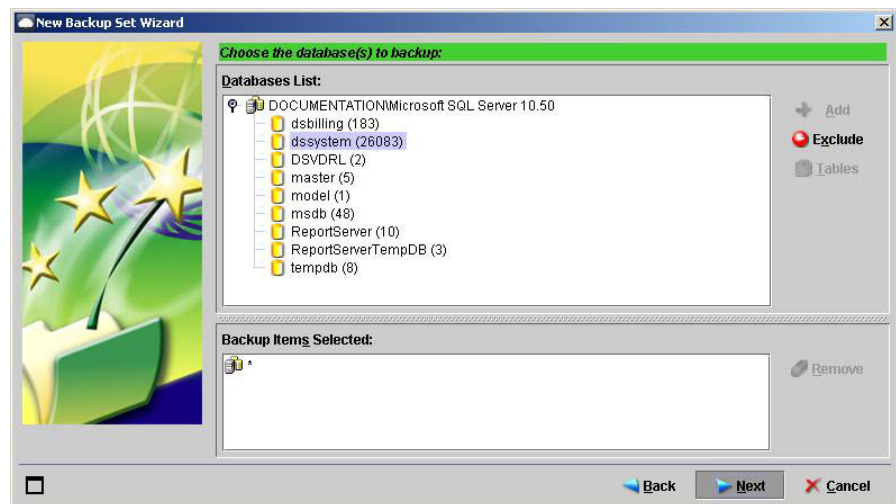 New Backup Set Wizard
Choose the database(s) to backup:
Databases List:
DOCUMENTATION\Microsoft SQL Server 10.50
dsbilling (183)
dssystem (26083)
DSVDRL (2)
master (5)
model (1)
msdb (48)
ReportServer (10)
ReportServerTempDB (3)
tempdb (8)
Add
Exclude
Tables
Backup Items Selected:
*
Remove
Back
Next
Cancel